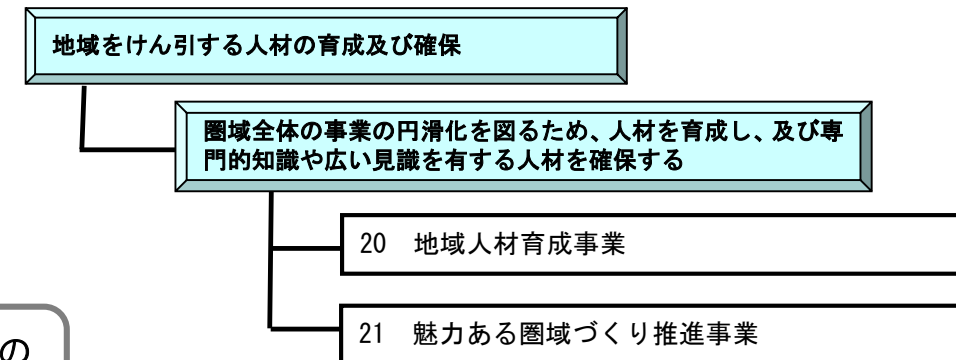 地域をけん引する人材の育成及び確保
圏域全体の事業の円滑化を図るため、人材を育成し、及び専
門的知識や広い見識を有する人材を確保する
20　地域人材育成事業
21　魅力ある圏域づくり推進事業
の